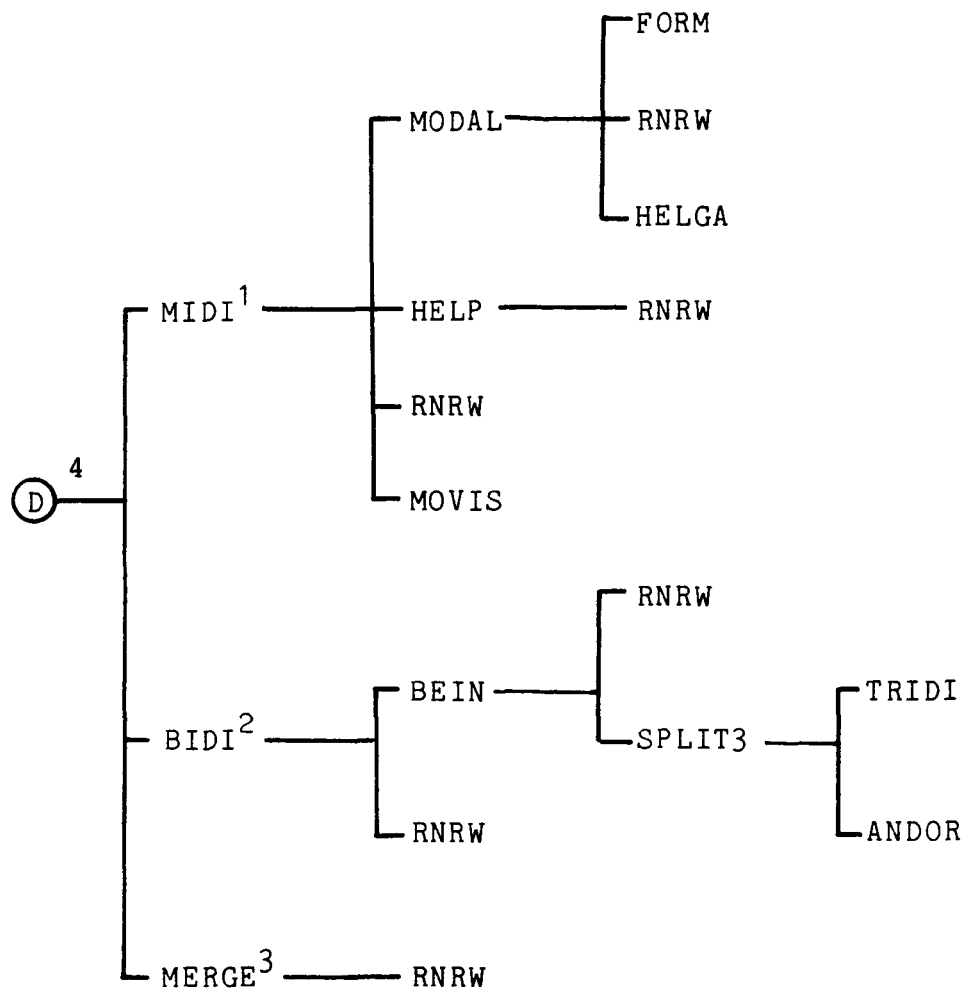 FORM
MODAL RNRW
HELGA
MIDI1 HELP RNRW
RNRW
4
D MOVIS
RNRW
BEIN TRIDI
BIDI2 SPLIT3
RNRW ANDOR
MERGE3 RNRW